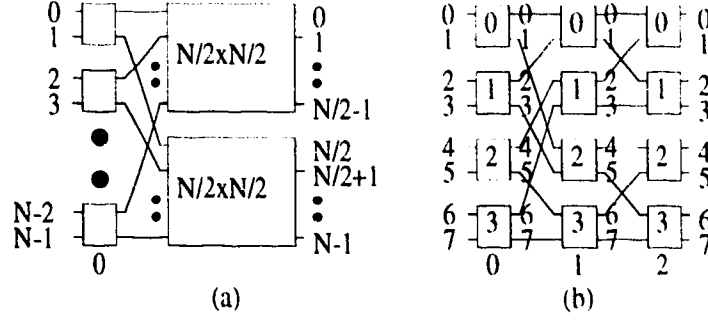 0
1
2
3
N-2
N-1
N/2xN/2
N/2xN/2
0
1
N/2-1
N/2
N/2+1
N-1
0
(a)
0 0 0 0
0 0 0
1 1 1 1
2 2 2 2
1 1 1
3 3 3 3
4 4 4 4
2 2 2
5 5 5 5
6 6 6 6
3 3 3
7 7 7 7
0 1 2
(b)